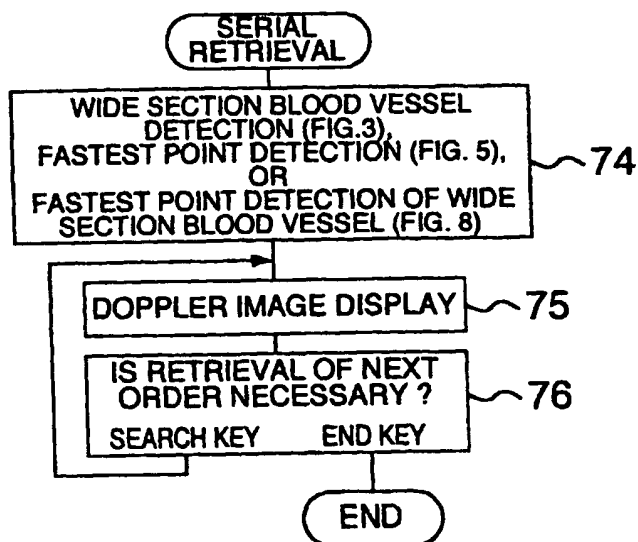 SERIAL
RETRIEVAL
WIDE SECTION BLOOD VESSEL
DETECTION (FIG.3),
FASTEST POINT DETECTION (FIG. 5),
OR
FASTEST POINT DETECTION OF WIDE
SECTION BLOOD VESSEL (FIG. 8)
74
DOPPLER IMAGE DISPLAY
75
IS RETRIEVAL OF NEXT
ORDER NECESSARY ?
76
SEARCH KEY END KEY
END